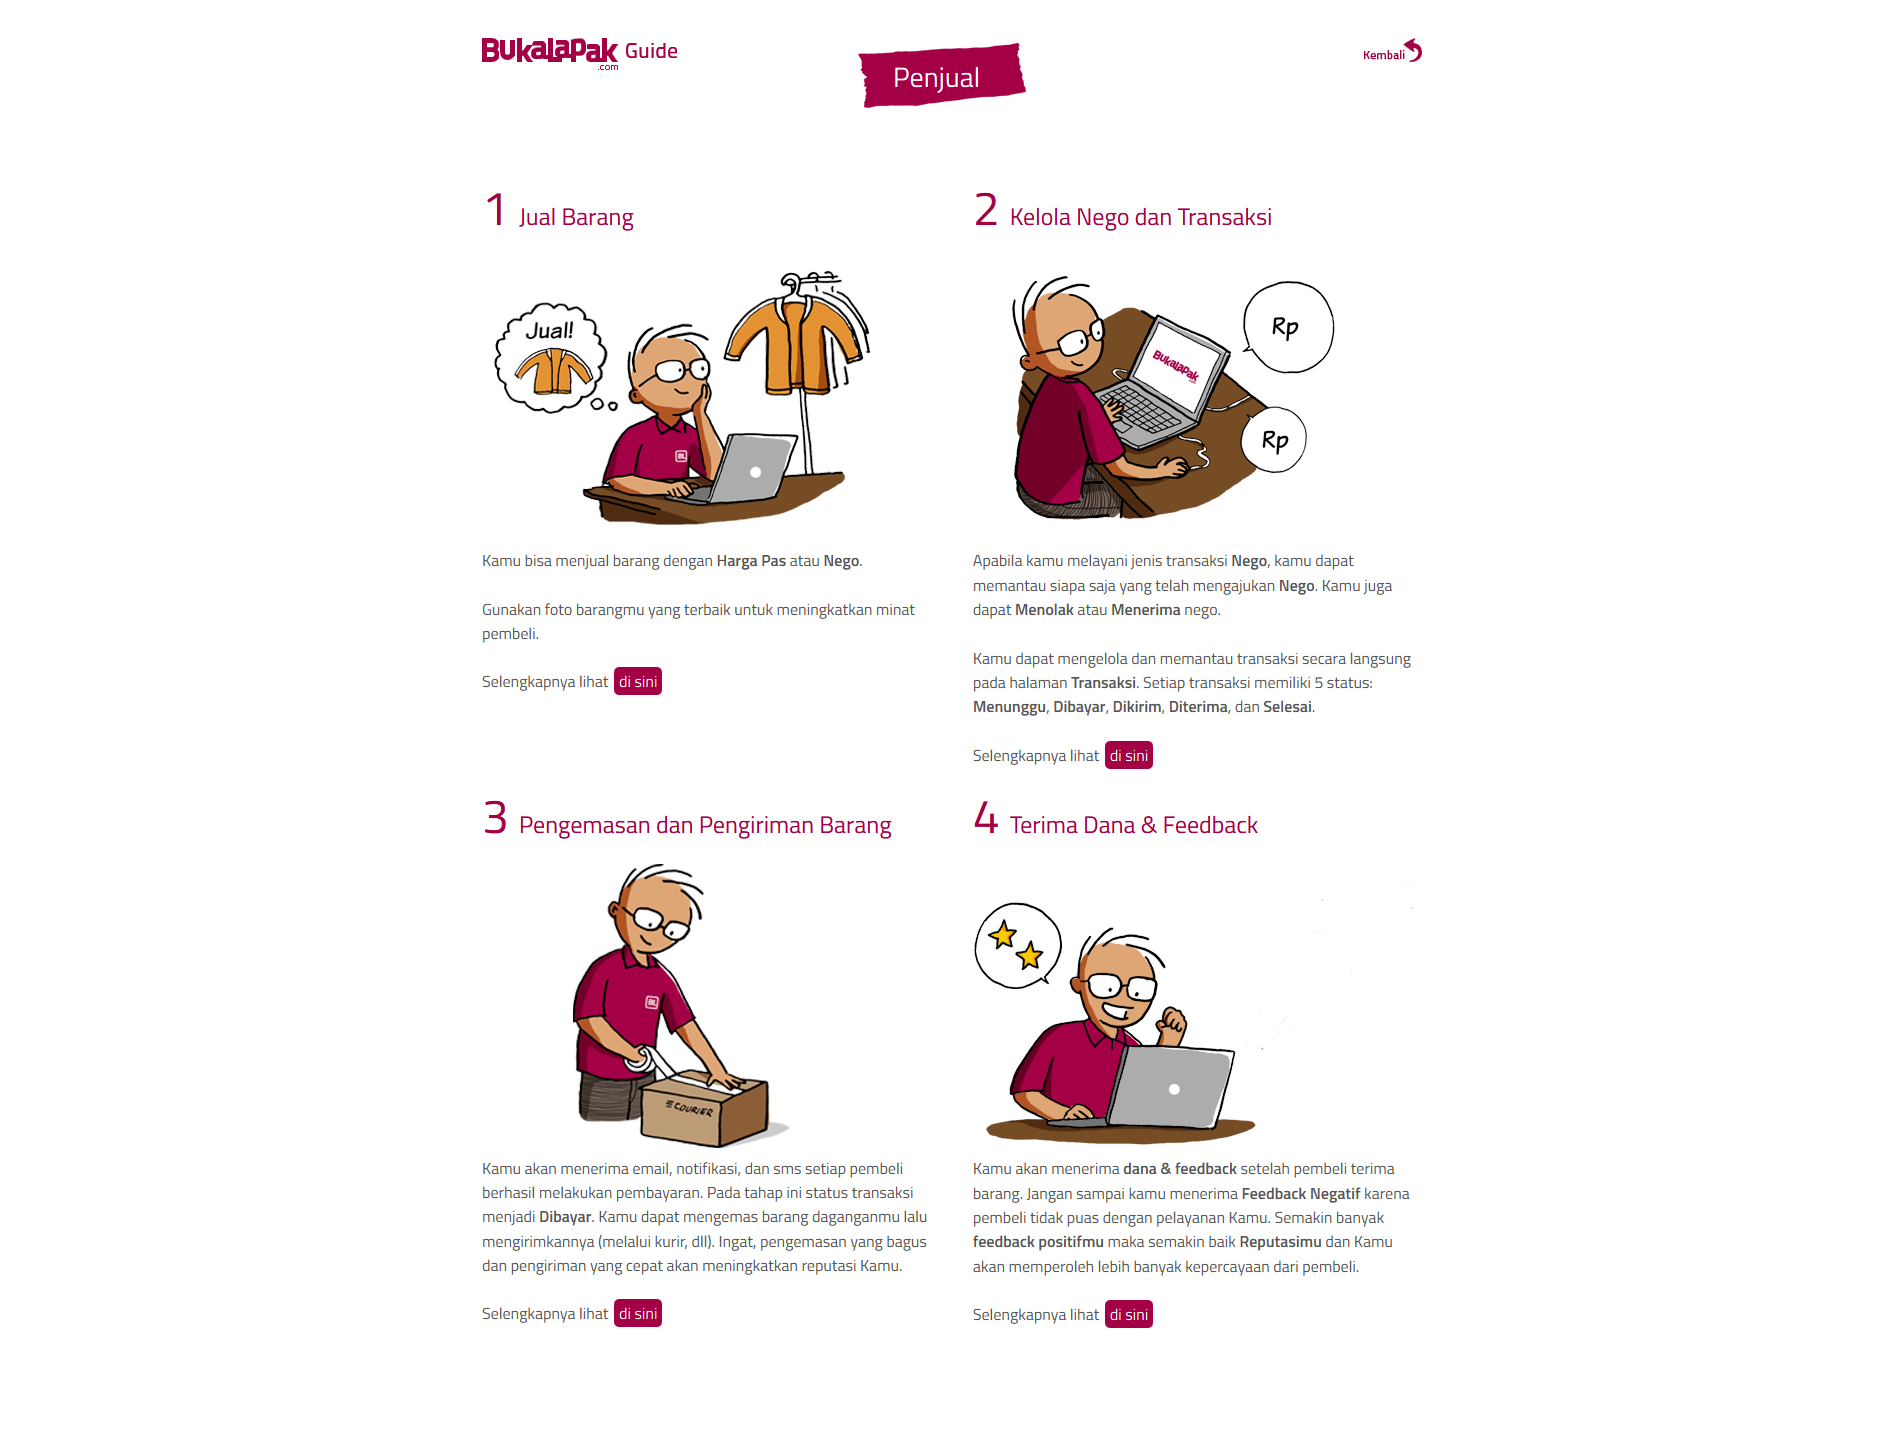 Bukalapak .com Guide
Penjual
Kembali
1 Jual Barang
Jual!
BL
Kamu bisa menjual barang dengan Harga Pas atau Nego.
Gunakan foto barangmu yang terbaik untuk meningkatkan minat
pembeli.
Selengkapnya lihat di sini
2 Kelola Nego dan Transaksi
Bukalapak
.com
Rp
Rp
Apabila kamu melayani jenis transaksi Nego, kamu dapat
memantau siapa saja yang telah mengajukan Nego. Kamu juga
dapat Menolak atau Menerima nego.
Kamu dapat mengelola dan memantau transaksi secara langsung
pada halaman Transaksi. Setiap transaksi memiliki 5 status:
Menunggu, Dibayar, Dikirim, Diterima, dan Selesai.
Selengkapnya lihat di sini
3 Pengemasan dan Pengiriman Barang
BL
COURIER
Kamu akan menerima email, notifikasi, dan sms setiap pembeli
berhasil melakukan pembayaran. Pada tahap ini status transaksi
menjadi Dibayar. Kamu dapat mengemas barang daganganmu lalu
mengirimkannya (melalui kurir, dll). Ingat, pengemasan yang bagus
dan pengiriman yang cepat akan meningkatkan reputasi Kamu.
Selengkapnya lihat di sini
4 Terima Dana & Feedback
Kamu akan menerima dana & feedback setelah pembeli terima
barang. Jangan sampai kamu menerima Feedback Negatif karena
pembeli tidak puas dengan pelayanan Kamu. Semakin banyak
feedback positifmu maka semakin baik Reputasimu dan Kamu
akan memperoleh lebih banyak kepercayaan dari pembeli.
Selengkapnya lihat di sini